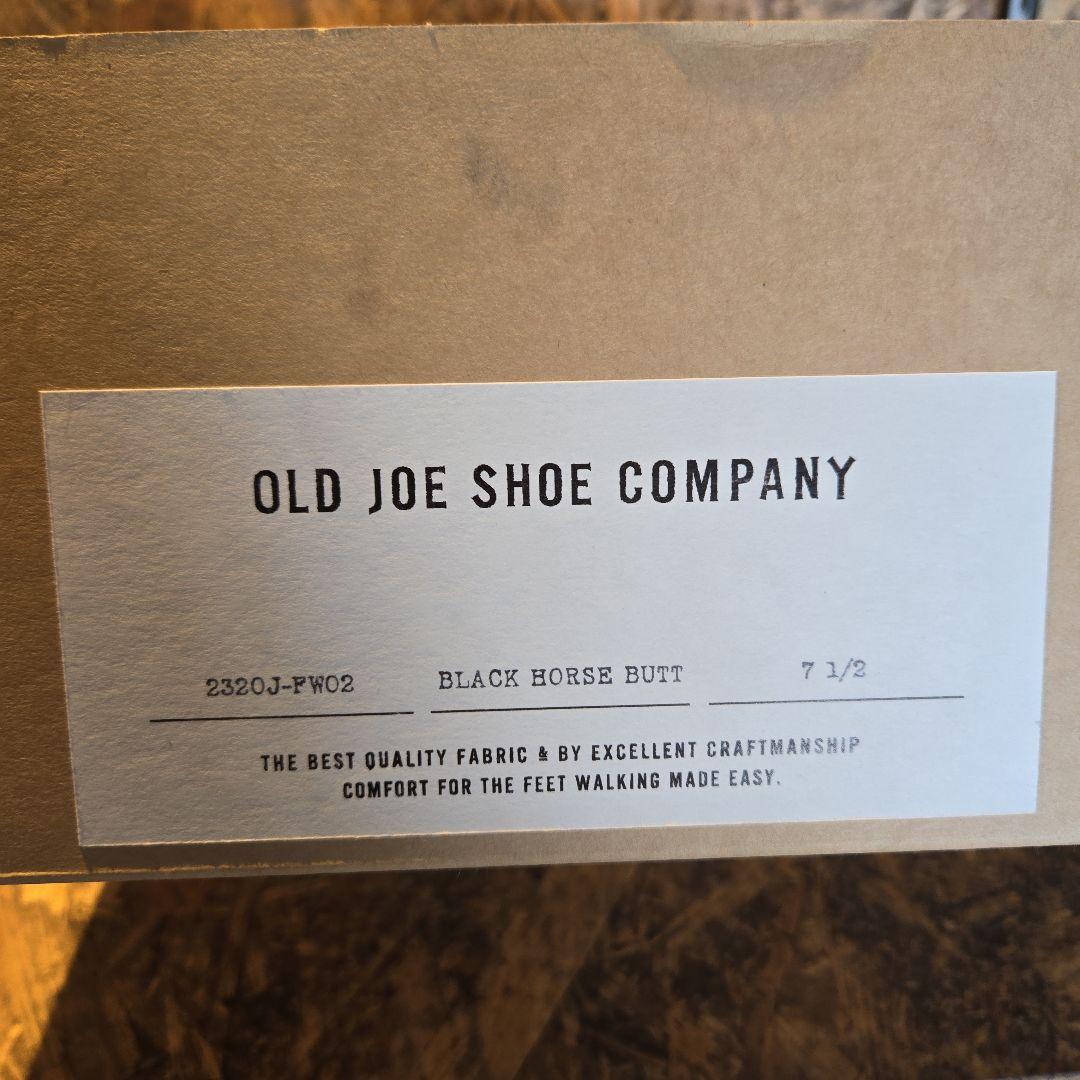 OLD JOE SHOE COMPANY
232OJ-FW02 BLACK HORSE BUTT 7 1/2
THE BEST QUALITY FABRIC & BY EXCELLENT CRAFTMANSHIP
COMFORT FOR THE FEET WALKING MADE EASY.